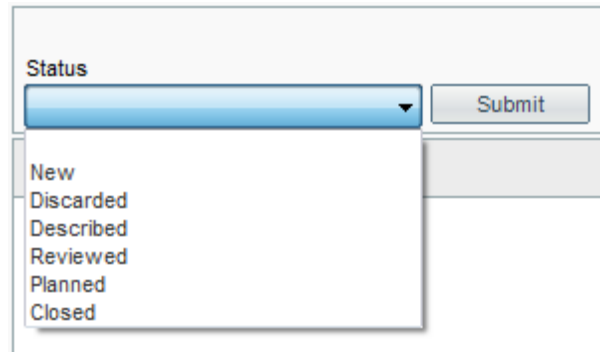 Status
Submit
New
Discarded
Described
Reviewed
Planned
Closed